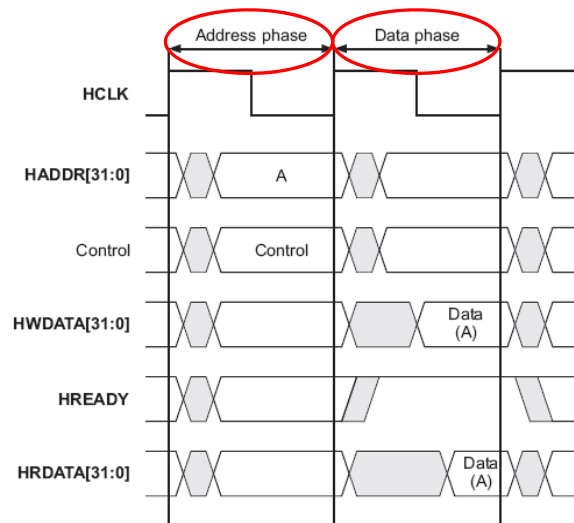 Address phase
Data phase
HCLK
HADDR[31:0]
A
Control
Control
HWDATA[31:0]
Data
(A)
HREADY
HRDATA[31:0]
Data
(A)